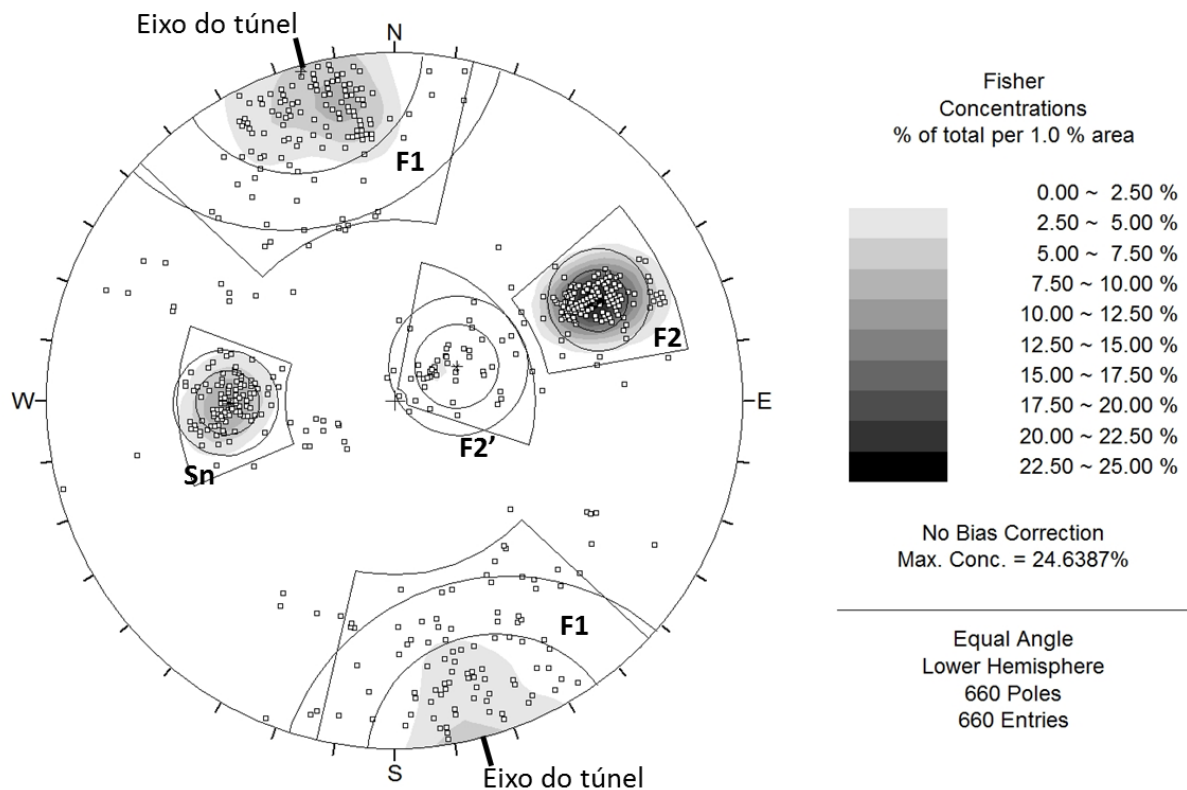 Eixo do túnel
N
F1
W
E
F2
F2’
Sn
F1
S
Eixo do túnel
Fisher
Concentrations
% of total per 1.0 % area
0.00 ~ 2.50 %
2.50 ~ 5.00 %
5.00 ~ 7.50 %
7.50 ~ 10.00 %
10.00 ~ 12.50 %
12.50 ~ 15.00 %
15.00 ~ 17.50 %
17.50 ~ 20.00 %
20.00 ~ 22.50 %
22.50 ~ 25.00 %
No Bias Correction
Max. Conc. = 24.6387%
Equal Angle
Lower Hemisphere
660 Poles
660 Entries